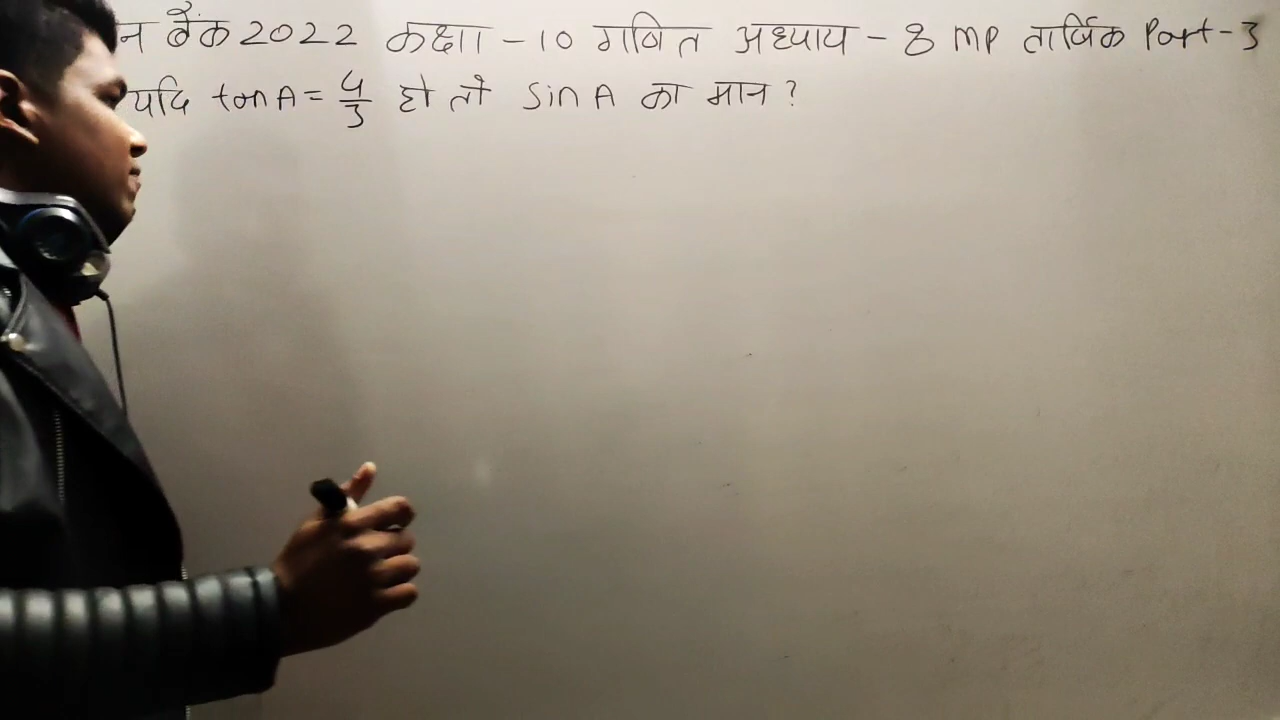 न बैंक 2022 कक्षा - 10 गणित अध्याय - 8 MP तार्किक Part - 3
यदि tan A = 4/3 हो तो sin A का मान ?